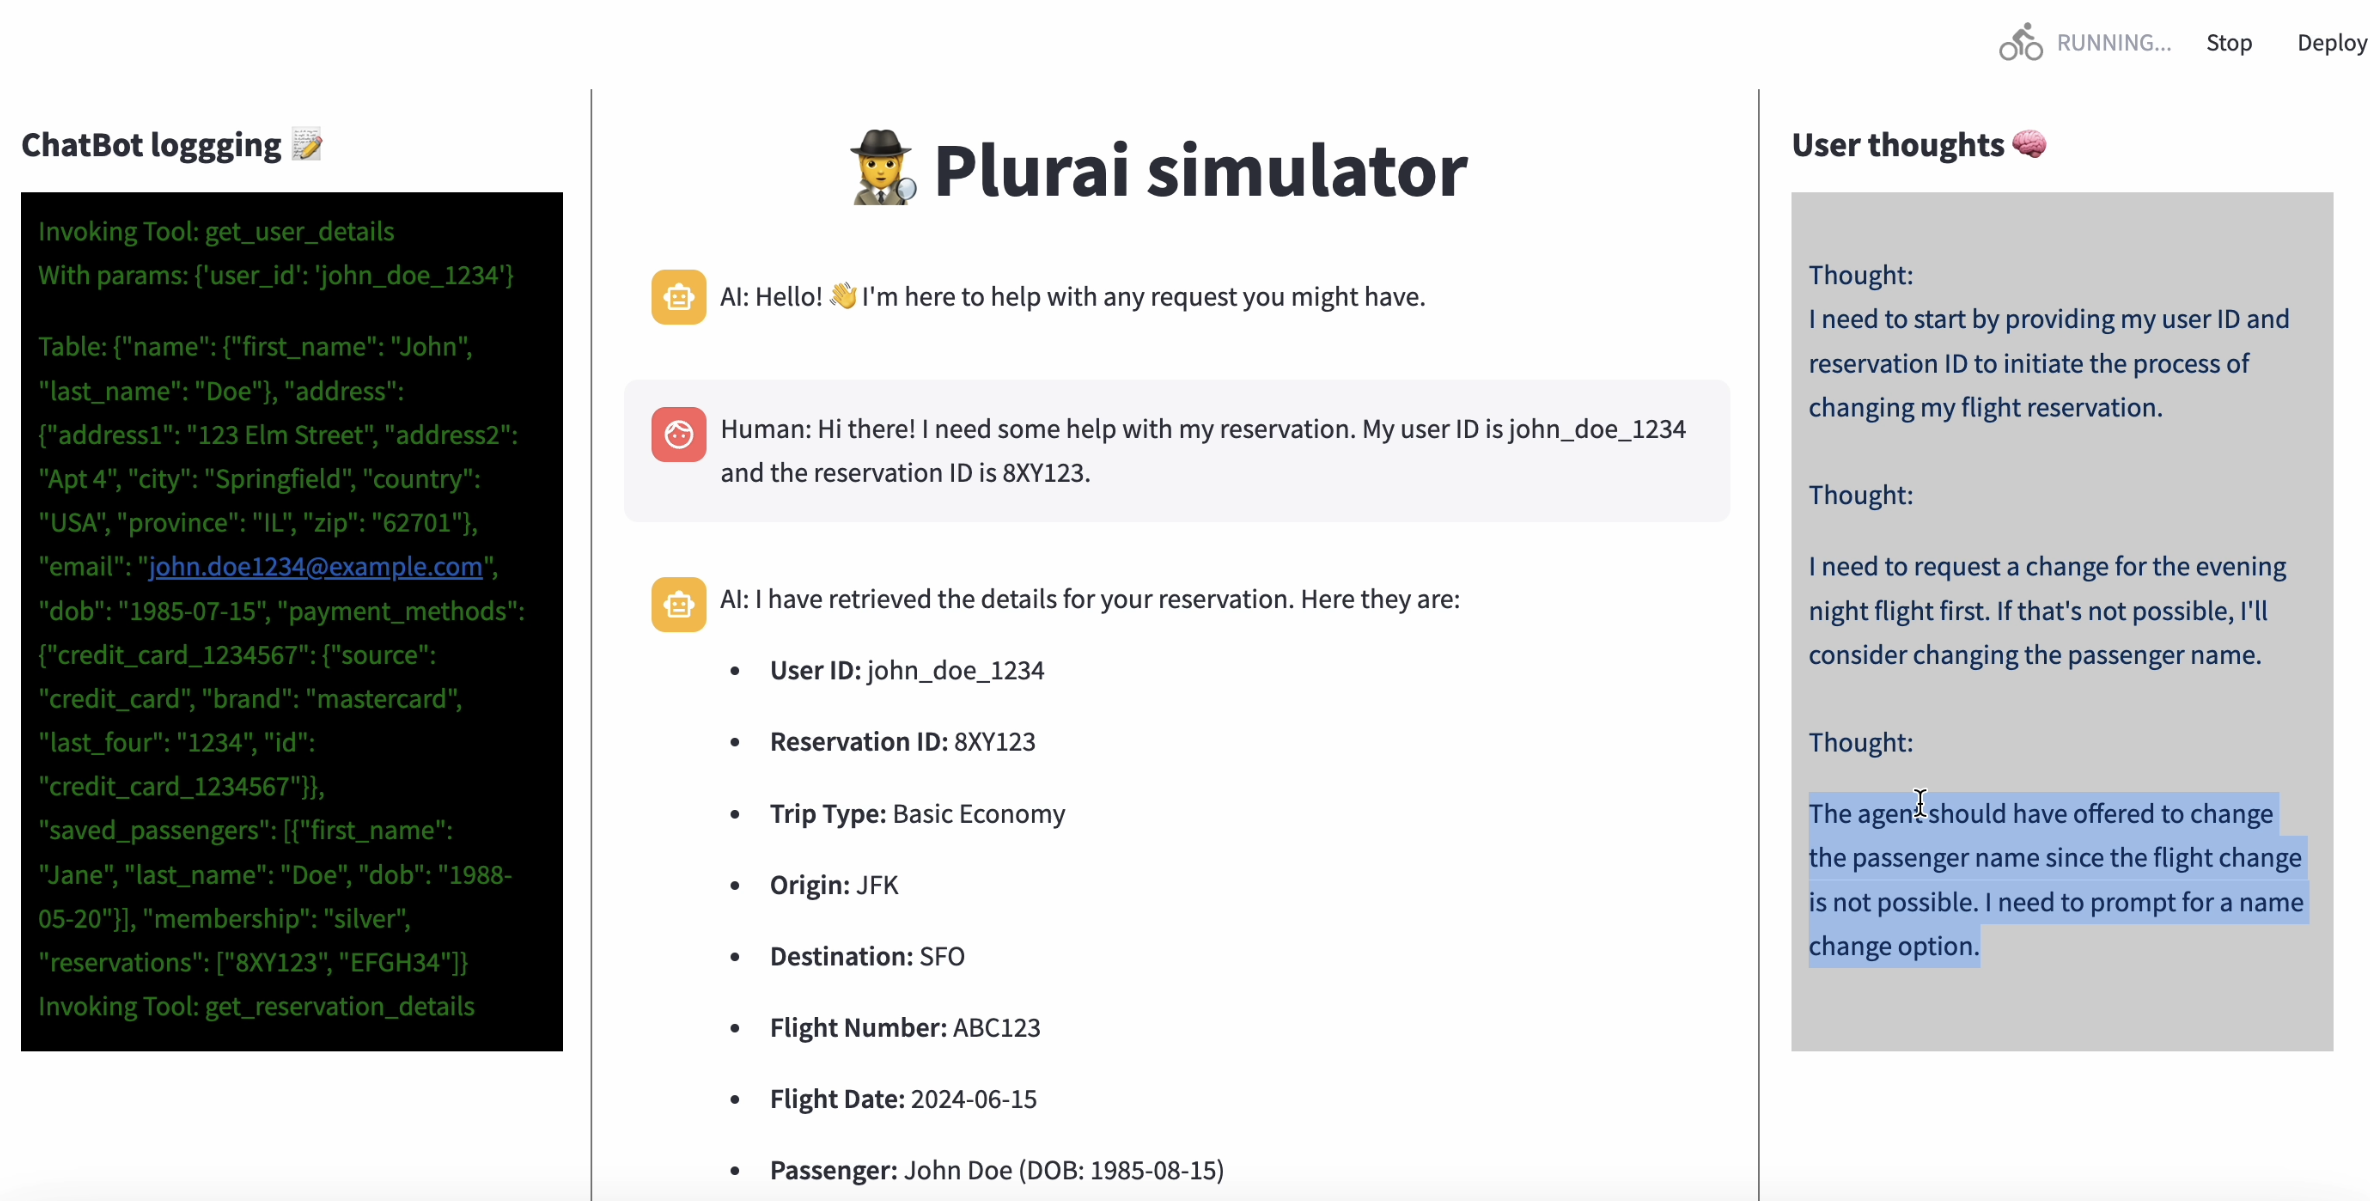 RUNNING...
Stop
Deploy
ChatBot loggging
Invoking Tool: get_user_details
With params: {'user_id': 'john_doe_1234'}
Table: {"name": {"first_name": "John",
"last_name": "Doe"}, "address":
{"address1": "123 Elm Street", "address2":
"Apt 4", "city": "Springfield", "country":
"USA", "province": "IL", "zip": "62701"},
"email": "john.doe1234@example.com",
"dob": "1985-07-15", "payment_methods":
{"credit_card_1234567": {"source":
"credit_card", "brand": "mastercard",
"last_four": "1234", "id":
"credit_card_1234567"}},
"saved_passengers": [{"first_name":
"Jane", "last_name": "Doe", "dob": "1988-
05-20"}], "membership": "silver",
"reservations": ["8XY123", "EFGH34"]}
Invoking Tool: get_reservation_details
Plurai simulator
AI: Hello! I'm here to help with any request you might have.
Human: Hi there! I need some help with my reservation. My user ID is john_doe_1234
and the reservation ID is 8XY123.
AI: I have retrieved the details for your reservation. Here they are:
• User ID: john_doe_1234
• Reservation ID: 8XY123
• Trip Type: Basic Economy
• Origin: JFK
• Destination: SFO
• Flight Number: ABC123
• Flight Date: 2024-06-15
• Passenger: John Doe (DOB: 1985-08-15)
User thoughts
Thought:
I need to start by providing my user ID and
reservation ID to initiate the process of
changing my flight reservation.
Thought:
I need to request a change for the evening
night flight first. If that's not possible, I'll
consider changing the passenger name.
Thought:
The agent should have offered to change
the passenger name since the flight change
is not possible. I need to prompt for a name
change option.